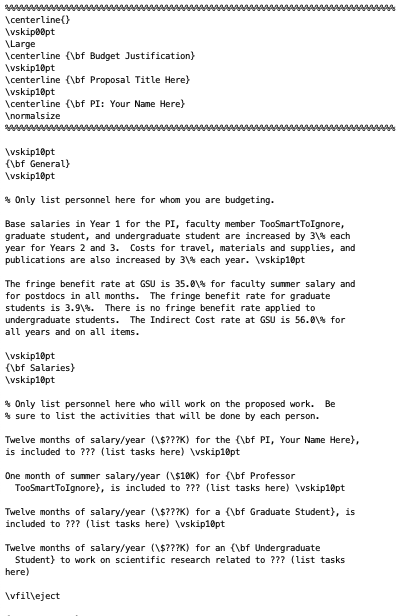 %%%%%%%%%%%%%%%%%%%%%%%%%%%%%%%%%%%%%%%%%%%%%%%%%%%%%%%%%%%%%%%%%%%%%%%%%%%%%%%%
\centerline{}
\vskip00pt
\Large
\centerline {\bf Budget Justification}
\vskip10pt
\centerline {\bf Proposal Title Here}
\vskip10pt
\centerline {\bf PI: Your Name Here}
\normalsize
%%%%%%%%%%%%%%%%%%%%%%%%%%%%%%%%%%%%%%%%%%%%%%%%%%%%%%%%%%%%%%%%%%%%%%%%%%%%%%%%
\vskip10pt
{\bf General}
\vskip10pt
% Only list personnel here for whom you are budgeting.
Base salaries in Year 1 for the PI, faculty member TooSmartToIgnore,
graduate student, and undergraduate student are increased by 3\% each
year for Years 2 and 3.  Costs for travel, materials and supplies, and
publications are also increased by 3\% each year. \vskip10pt
The fringe benefit rate at GSU is 35.0\% for faculty summer salary and
for postdocs in all months.  The fringe benefit rate for graduate
students is 3.9\%.  There is no fringe benefit rate applied to
undergraduate students.  The Indirect Cost rate at GSU is 56.0\% for
all years and on all items.
\vskip10pt
{\bf Salaries}
\vskip10pt
% Only list personnel here who will work on the proposed work.  Be
% sure to list the activities that will be done by each person.
Twelve months of salary/year (\$???K) for the {\bf PI, Your Name Here},
is included to ??? (list tasks here) \vskip10pt
One month of summer salary/year (\$10K) for {\bf Professor
TooSmartToIgnore}, is included to ??? (list tasks here) \vskip10pt
Twelve months of salary/year (\$???K) for a {\bf Graduate Student}, is
included to ??? (list tasks here) \vskip10pt
Twelve months of salary/year (\$???K) for an {\bf Undergraduate
Student} to work on scientific research related to ??? (list tasks
here)
\vfil\eject